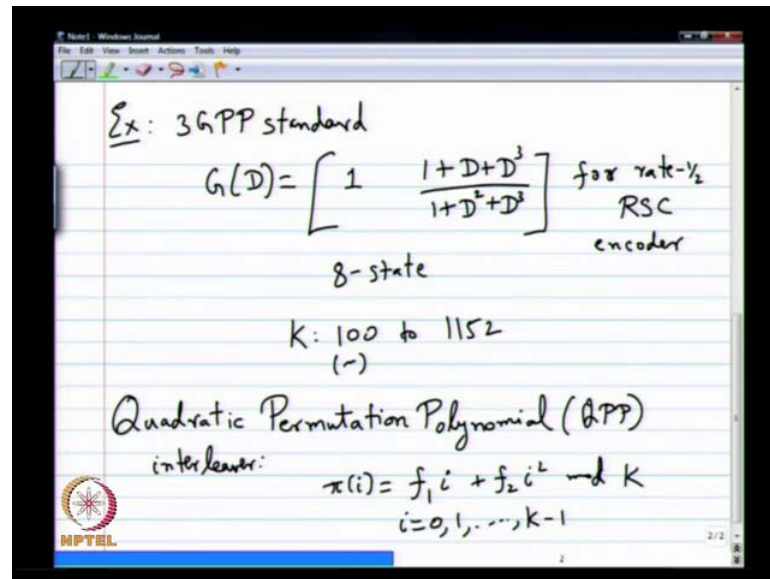 Note1 - Windows Journal
File Edit View Insert Actions Tools Help
Ex: 3GPP standard
G(D) = [ 1 (1+D+D^3)/(1+D^2+D^3) ] for rate-1/2
RSC
encoder
8-state
K: 100 to 1152
(~)
Quadratic Permutation Polynomial (QPP)
interleaver:
π(i) = f_1 i + f_2 i^2 mod K
i=0,1,...,K-1
NPTEL
2/2
2